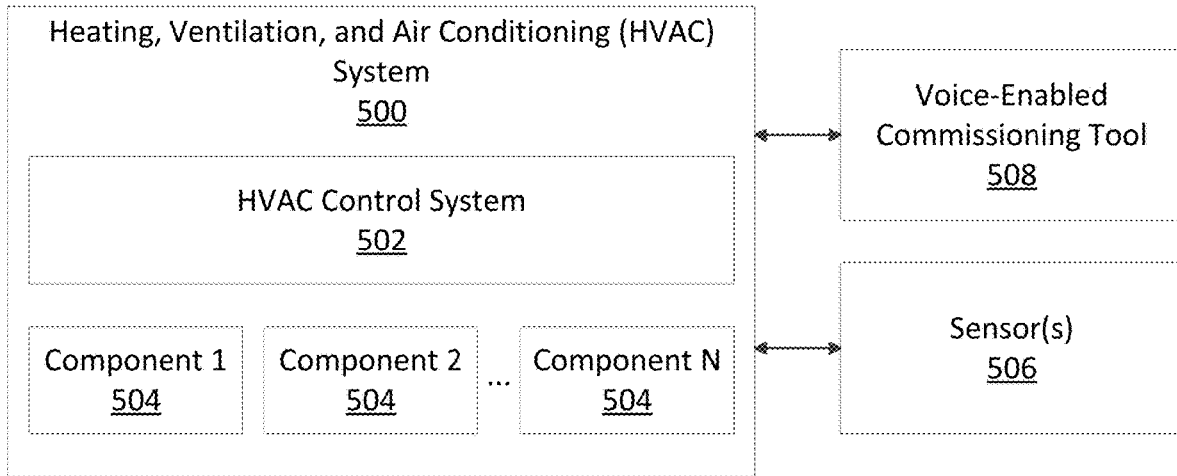 Heating, Ventilation, and Air Conditioning (HVAC)
System
500
HVAC Control System
502
Component 1
504
Component 2
504
...
Component N
504
Voice-Enabled
Commissioning Tool
508
Sensor(s)
506